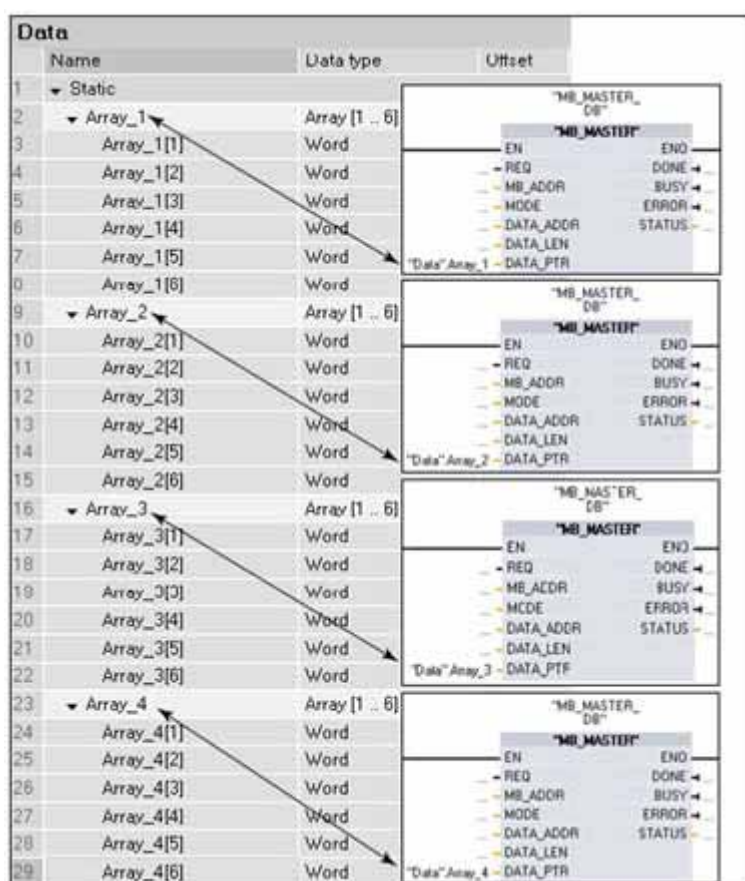 Data
Name Data type Offset
1 Static
2 Array_1 Array [1 .. 6]
3 Array_1[1] Word
4 Array_1[2] Word
5 Array_1[3] Word
6 Array_1[4] Word
7 Array_1[5] Word
8 Array_1[6] Word
9 Array_2 Array [1 .. 6]
10 Array_2[1] Word
11 Array_2[2] Word
12 Array_2[3] Word
13 Array_2[4] Word
14 Array_2[5] Word
15 Array_2[6] Word
16 Array_3 Array [1 .. 6]
17 Array_3[1] Word
18 Array_3[2] Word
19 Array_3[3] Word
20 Array_3[4] Word
21 Array_3[5] Word
22 Array_3[6] Word
23 Array_4 Array [1 .. 6]
24 Array_4[1] Word
25 Array_4[2] Word
26 Array_4[3] Word
27 Array_4[4] Word
28 Array_4[5] Word
29 Array_4[6] Word
"MB_MASTER_
DB"
"MB_MASTER"
EN ENO
REQ DONE
MB_ADDR BUSY
MODE ERROR
DATA_ADDR STATUS
DATA_LEN
"Data".Array_1 DATA_PTR
"MB_MASTER_
DB"
"MB_MASTER"
EN ENO
REQ DONE
MB_ADDR BUSY
MODE ERROR
DATA_ADDR STATUS
DATA_LEN
"Data".Array_2 DATA_PTR
"MB_MASTER_
DB"
"MB_MASTER"
EN ENO
REQ DONE
MB_ADDR BUSY
MODE ERROR
DATA_ADDR STATUS
DATA_LEN
"Data".Array_3 DATA_PTR
"MB_MASTER_
DB"
"MB_MASTER"
EN ENO
REQ DONE
MB_ADDR BUSY
MODE ERROR
DATA_ADDR STATUS
DATA_LEN
"Data".Array_4 DATA_PTR